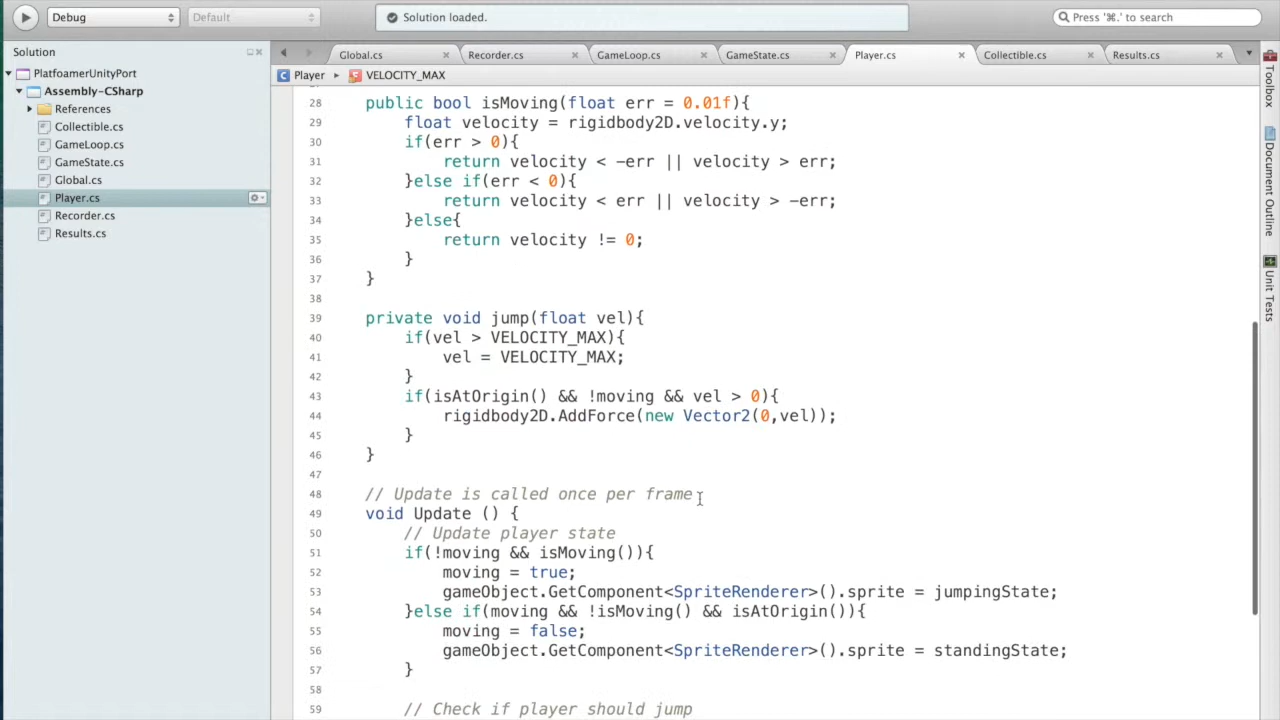 Debug
Default
Solution loaded.
Press '⌘.' to search
Solution
Global.cs
Recorder.cs
GameLoop.cs
GameState.cs
Player.cs
Collectible.cs
Results.cs
Player
VELOCITY_MAX
PlatfoamerUnityPort
Assembly-CSharp
References
Collectible.cs
GameLoop.cs
GameState.cs
Global.cs
Player.cs
Recorder.cs
Results.cs
28 public bool isMoving(float err = 0.01f){
29 float velocity = rigidbody2D.velocity.y;
30 if(err > 0){
31 return velocity < -err || velocity > err;
32 }else if(err < 0){
33 return velocity < err || velocity > -err;
34 }else{
35 return velocity != 0;
36 }
37 }
38
39 private void jump(float vel){
40 if(vel > VELOCITY_MAX){
41 vel = VELOCITY_MAX;
42 }
43 if(isAtOrigin() && !moving && vel > 0){
44 rigidbody2D.AddForce(new Vector2(0,vel));
45 }
46 }
47
48 // Update is called once per frame
49 void Update () {
50 // Update player state
51 if(!moving && isMoving()){
52 moving = true;
53 gameObject.GetComponent<SpriteRenderer>().sprite = jumpingState;
54 }else if(moving && !isMoving() && isAtOrigin()){
55 moving = false;
56 gameObject.GetComponent<SpriteRenderer>().sprite = standingState;
57 }
58
59 // Check if player should jump
Toolbox
Document Outline
Unit Tests